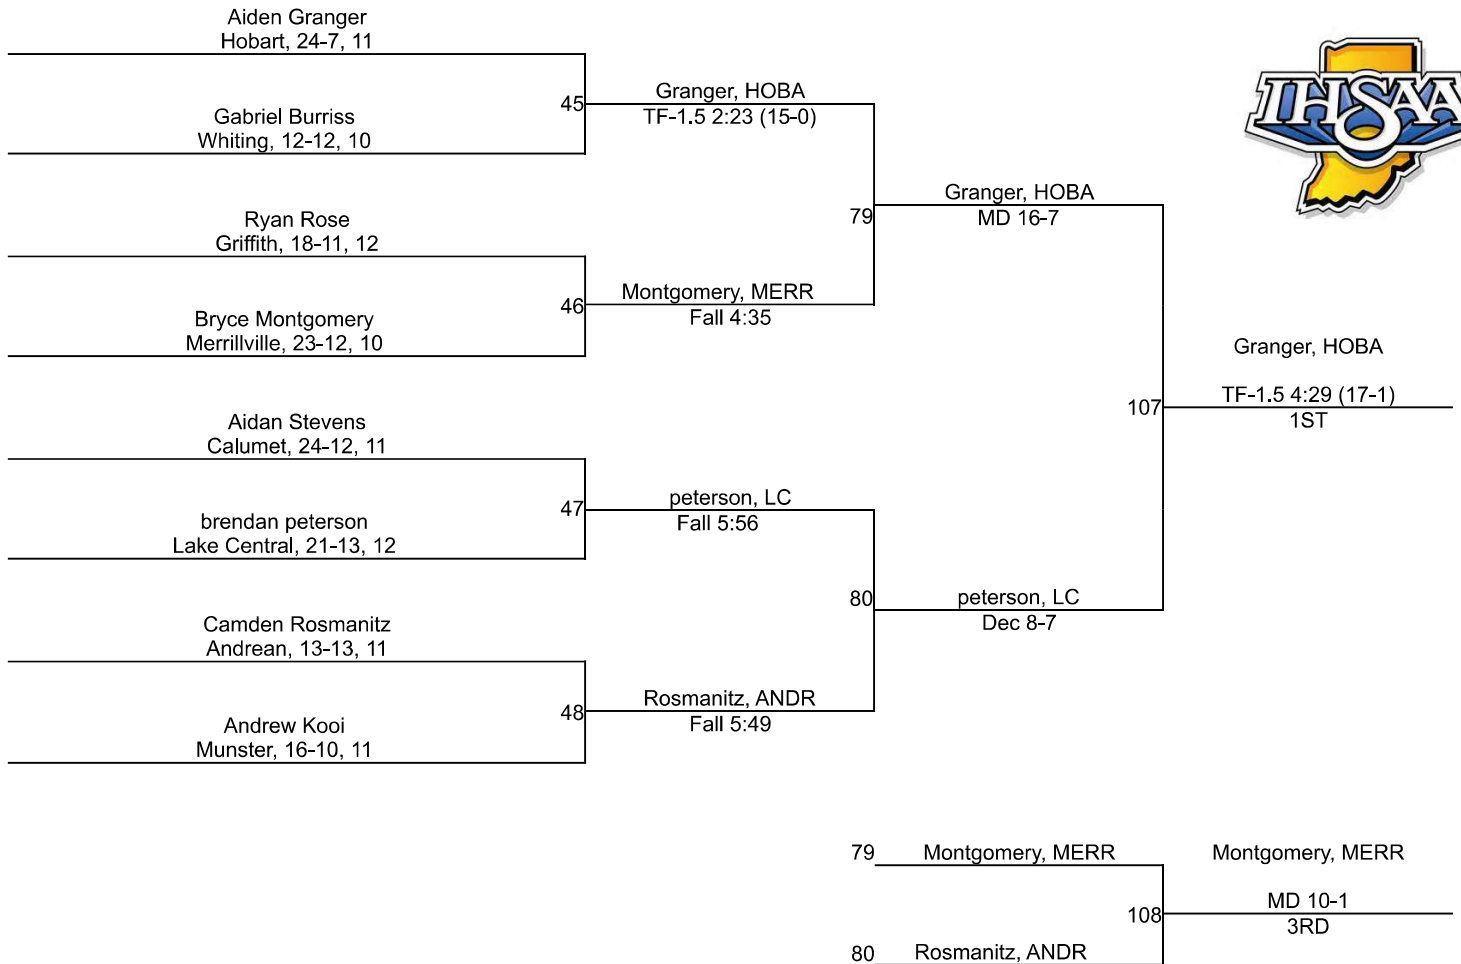 Aiden Granger
Hobart, 24-7, 11
Gabriel Burriss
Whiting, 12-12, 10
Ryan Rose
Griffith, 18-11, 12
Bryce Montgomery
Merrillville, 23-12, 10
Aidan Stevens
Calumet, 24-12, 11
brendan peterson
Lake Central, 21-13, 12
Camden Rosmanitz
Andrean, 13-13, 11
Andrew Kooi
Munster, 16-10, 11
45
Granger, HOBA
TF-1.5 2:23 (15-0)
46
Montgomery, MERR
Fall 4:35
47
peterson, LC
Fall 5:56
48
Rosmanitz, ANDR
Fall 5:49
79
Granger, HOBA
MD 16-7
80
peterson, LC
Dec 8-7
IHSAA
107
Granger, HOBA
TF-1.5 4:29 (17-1)
1ST
79 Montgomery, MERR
80 Rosmanitz, ANDR
108
Montgomery, MERR
MD 10-1
3RD